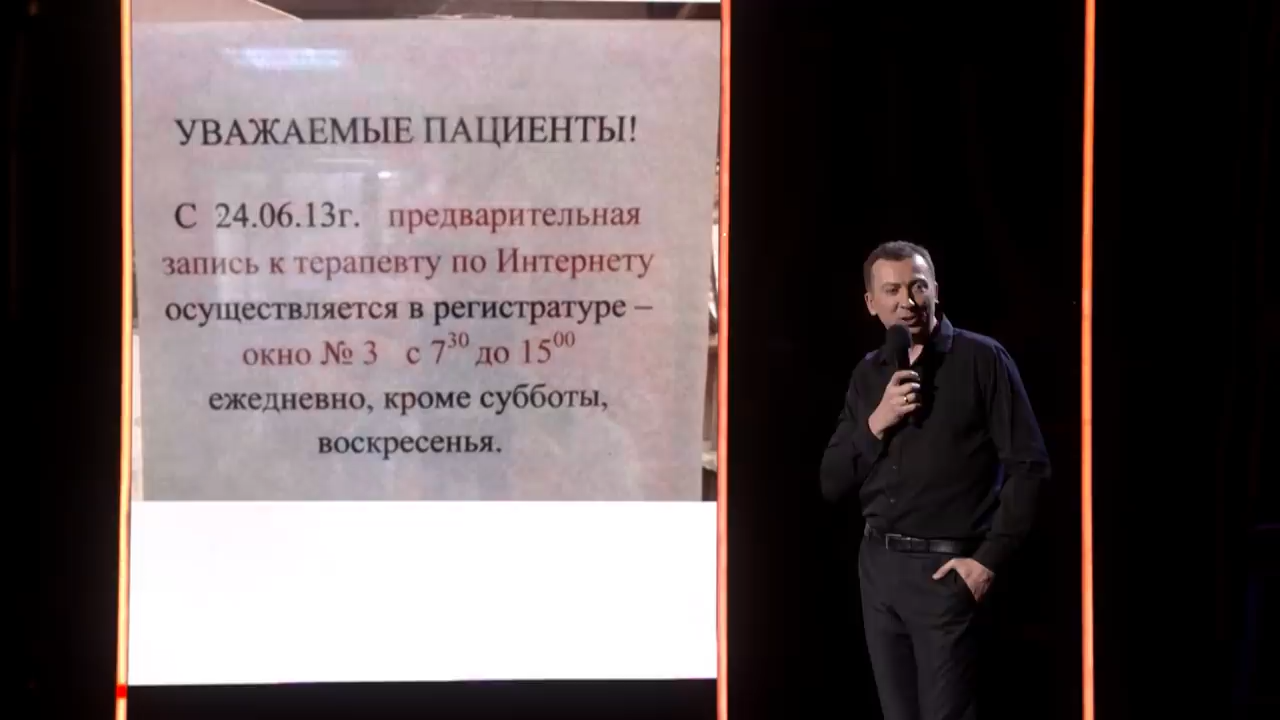 УВАЖАЕМЫЕ ПАЦИЕНТЫ!
С 24.06.13г. предварительная
запись к терапевту по Интернету
осуществляется в регистратуре –
окно № 3 с 7³⁰ до 15⁰⁰
ежедневно, кроме субботы,
воскресенья.